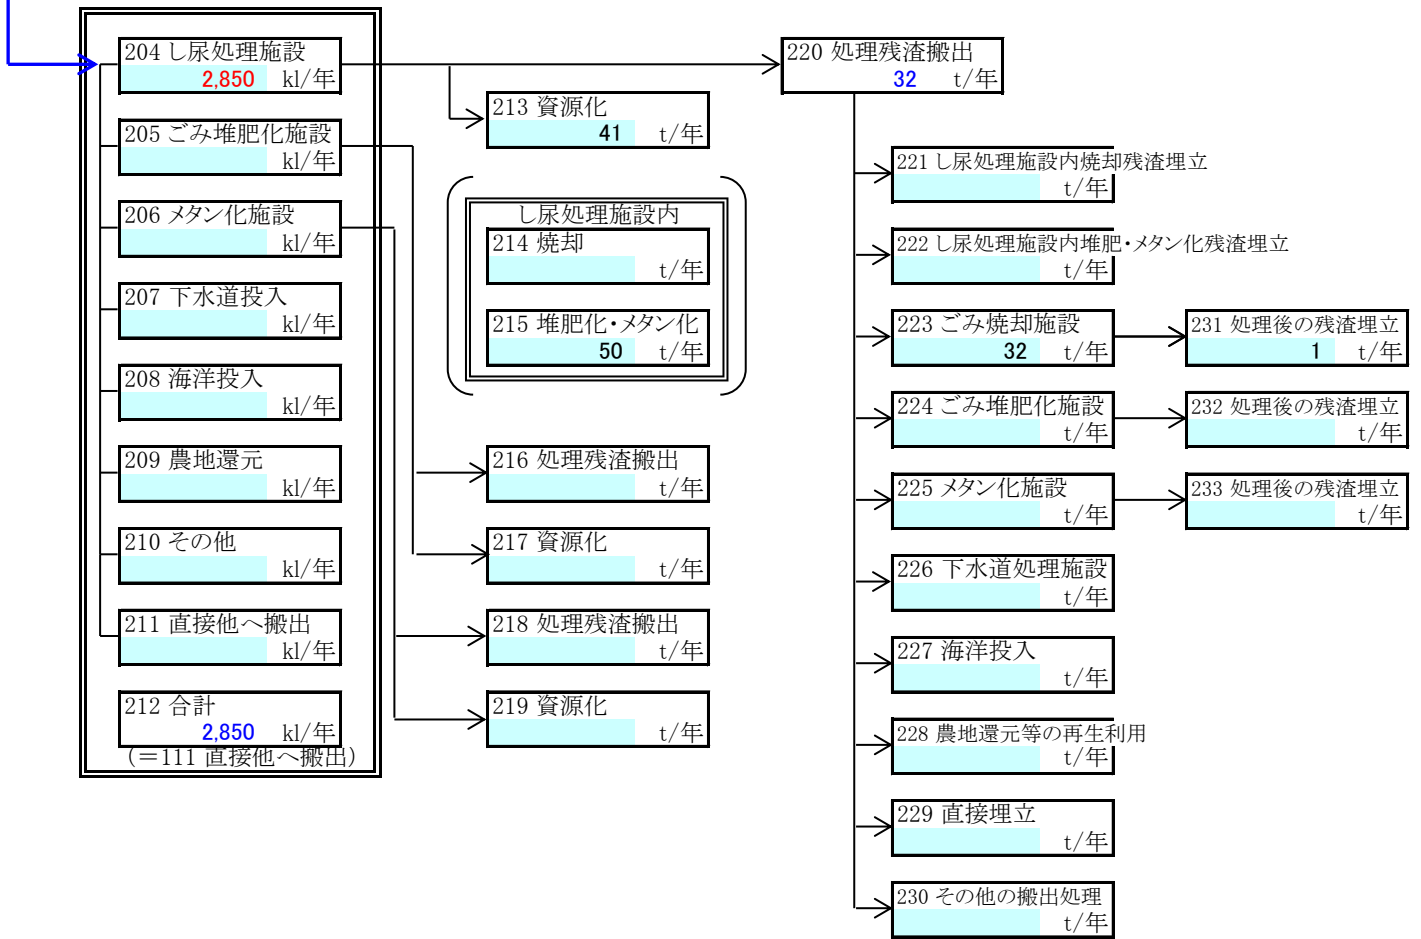 204 し尿処理施設
2,850 kl/年
205 ごみ堆肥化施設
kl/年
206 メタン化施設
kl/年
207 下水道投入
kl/年
208 海洋投入
kl/年
209 農地還元
kl/年
210 その他
kl/年
211 直接他へ搬出
kl/年
212 合計
2,850 kl/年
(＝111 直接他へ搬出)
213 資源化
41 t/年
し尿処理施設内
214 焼却
t/年
215 堆肥化・メタン化
50 t/年
216 処理残渣搬出
t/年
217 資源化
t/年
218 処理残渣搬出
t/年
219 資源化
t/年
220 処理残渣搬出
32 t/年
221 し尿処理施設内焼却残渣埋立
t/年
222 し尿処理施設内堆肥・メタン化残渣埋立
t/年
223 ごみ焼却施設
32 t/年
224 ごみ堆肥化施設
t/年
225 メタン化施設
t/年
226 下水道処理施設
t/年
227 海洋投入
t/年
228 農地還元等の再生利用
t/年
229 直接埋立
t/年
230 その他の搬出処理
t/年
231 処理後の残渣埋立
1 t/年
232 処理後の残渣埋立
t/年
233 処理後の残渣埋立
t/年